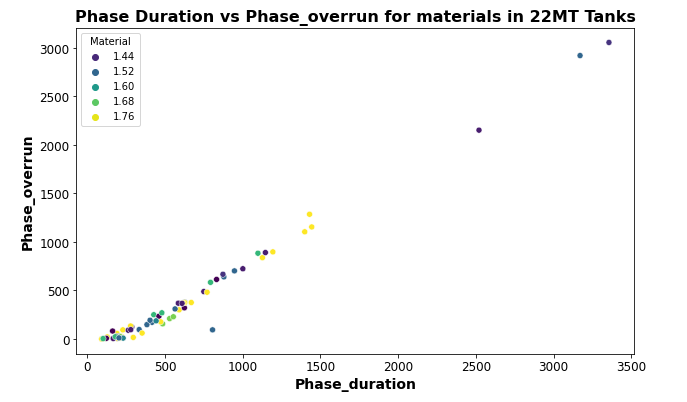 Phase Duration vs Phase_overrun for materials in 22MT Tanks
Material
1.44
1.52
1.60
1.68
1.76
Phase_overrun
3000
2500
2000
1500
1000
500
0
0 500 1000 1500 2000 2500 3000 3500
Phase_duration